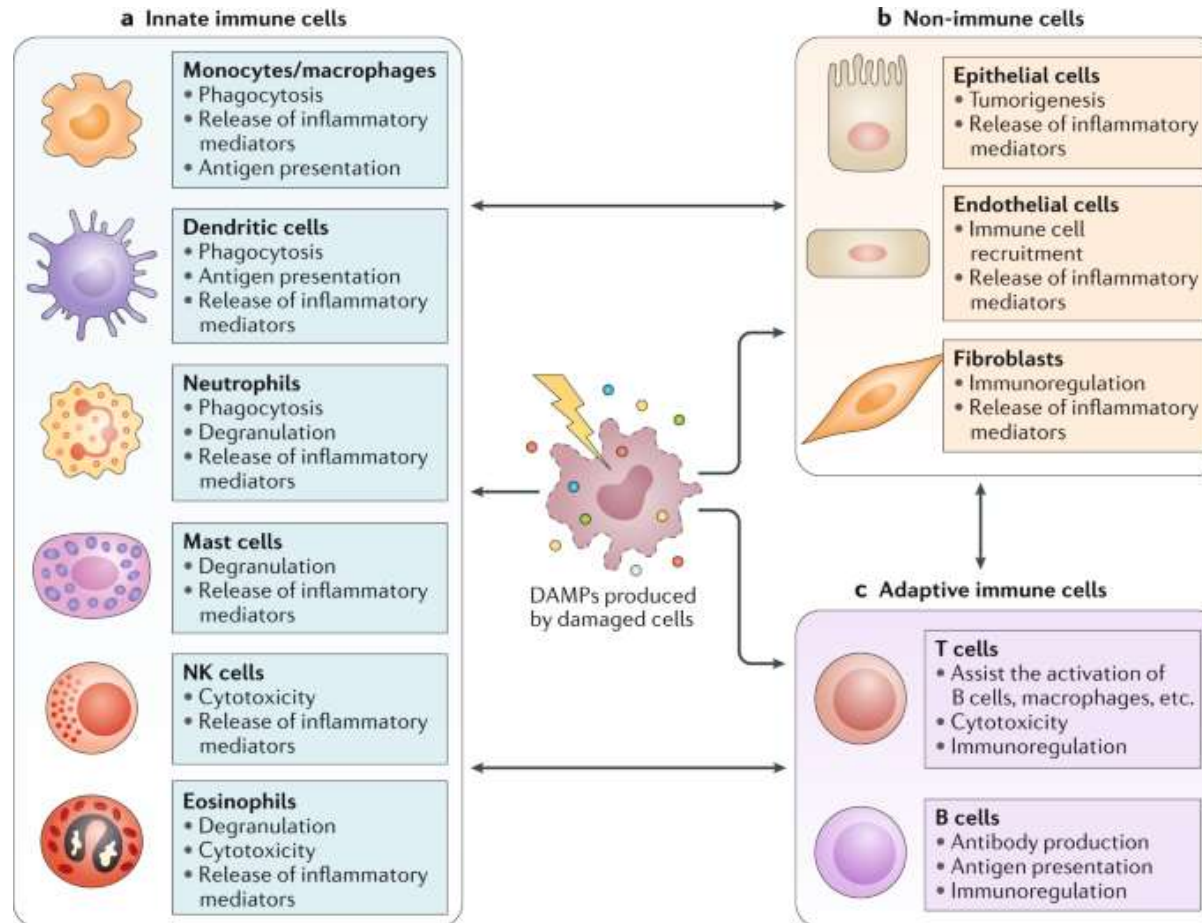 a Innate immune cells
Monocytes/macrophages
• Phagocytosis
• Release of inflammatory
mediators
• Antigen presentation
Dendritic cells
• Phagocytosis
• Antigen presentation
• Release of inflammatory
mediators
Neutrophils
• Phagocytosis
• Degranulation
• Release of inflammatory
mediators
Mast cells
• Degranulation
• Release of inflammatory
mediators
NK cells
• Cytotoxicity
• Release of inflammatory
mediators
Eosinophils
• Degranulation
• Cytotoxicity
• Release of inflammatory
mediators
DAMPs produced
by damaged cells
b Non-immune cells
Epithelial cells
• Tumorigenesis
• Release of inflammatory
mediators
Endothelial cells
• Immune cell
recruitment
• Release of inflammatory
mediators
Fibroblasts
• Immunoregulation
• Release of inflammatory
mediators
c Adaptive immune cells
T cells
• Assist the activation of
B cells, macrophages, etc.
• Cytotoxicity
• Immunoregulation
B cells
• Antibody production
• Antigen presentation
• Immunoregulation